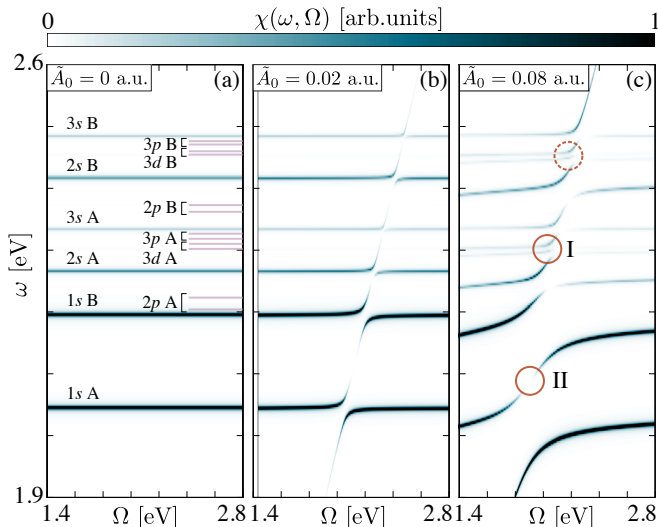 χ(ω, Ω) [arb.units]
0
1
2.6
Ã₀ = 0 a.u.
(a)
Ã₀ = 0.02 a.u.
(b)
Ã₀ = 0.08 a.u.
(c)
3s B
3p B
3d B
2s B
2p B
3s A
3p A
2s A
3d A
I
ω [eV]
1s B
2p A
1s A
II
1.9
1.4
Ω [eV]
2.8
1.4
Ω [eV]
2.8
1.4
Ω [eV]
2.8